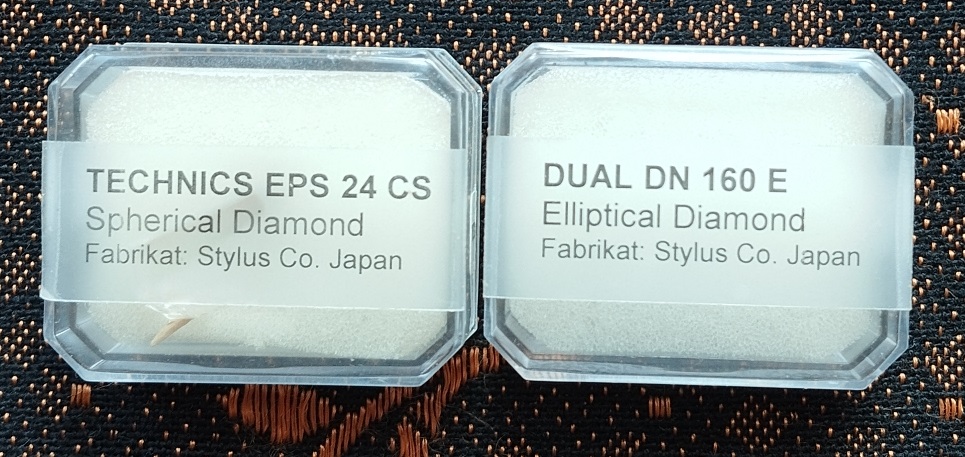 TECHNICS EPS 24 CS
Spherical Diamond
Fabrikat: Stylus Co. Japan
DUAL DN 160 E
Elliptical Diamond
Fabrikat: Stylus Co. Japan